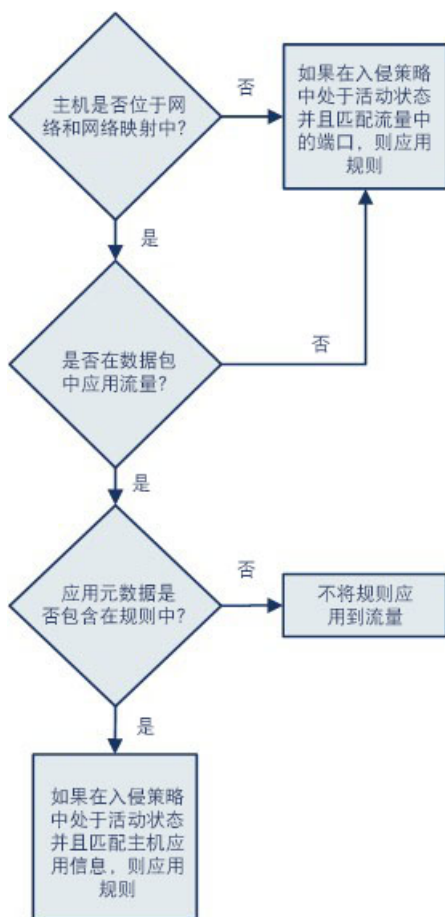 主机是否位于网
络和网络映射中?
否
如果在入侵策略
中处于活动状态
并且匹配流量中
的端口，则应用
规则
是
是否在数据包
中应用流量?
否
是
应用元数据是
否包含在规则中?
否
不将规则应
用到流量
是
如果在入侵策略
中处于活动状态
并且匹配主机应
用信息，则应用
规则